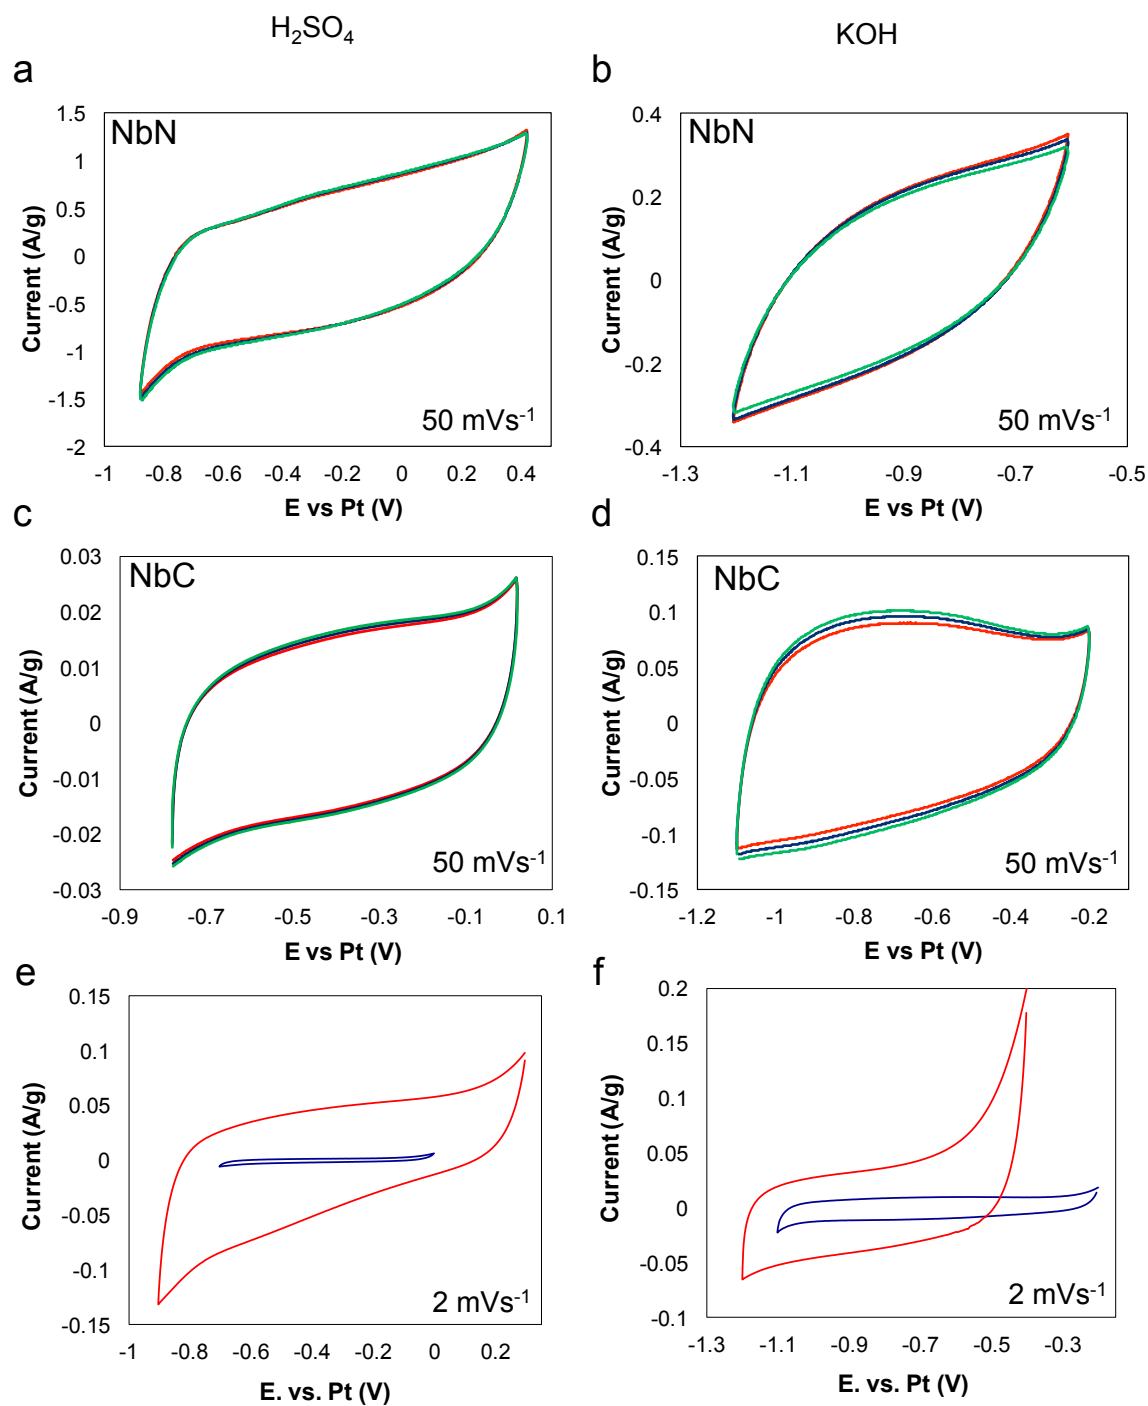 H₂SO₄
KOH
a
b
NbN
1.5
1
0.5
0
-0.5
-1
-1.5
-2
Current (A/g)
50 mVs⁻¹
-1 -0.8 -0.6 -0.4 -0.2 0 0.2 0.4
E vs Pt (V)
NbN
0.4
0.2
0
-0.2
-0.4
Current (A/g)
50 mVs⁻¹
-1.3 -1.1 -0.9 -0.7 -0.5
E vs Pt (V)
c
d
NbC
0.03
0.02
0.01
0
-0.01
-0.02
-0.03
Current (A/g)
50 mVs⁻¹
-0.9 -0.7 -0.5 -0.3 -0.1 0.1
E vs Pt (V)
NbC
0.15
0.1
0.05
0
-0.05
-0.1
-0.15
Current (A/g)
50 mVs⁻¹
-1.2 -1 -0.8 -0.6 -0.4 -0.2
E vs Pt (V)
e
f
0.15
0.1
0.05
0
-0.05
-0.1
-0.15
Current (A/g)
2 mVs⁻¹
-1 -0.8 -0.6 -0.4 -0.2 0 0.2
E. vs. Pt (V)
0.2
0.15
0.1
0.05
0
-0.05
-0.1
Current (A/g)
2 mVs⁻¹
-1.3 -1.1 -0.9 -0.7 -0.5 -0.3
E. vs. Pt (V)